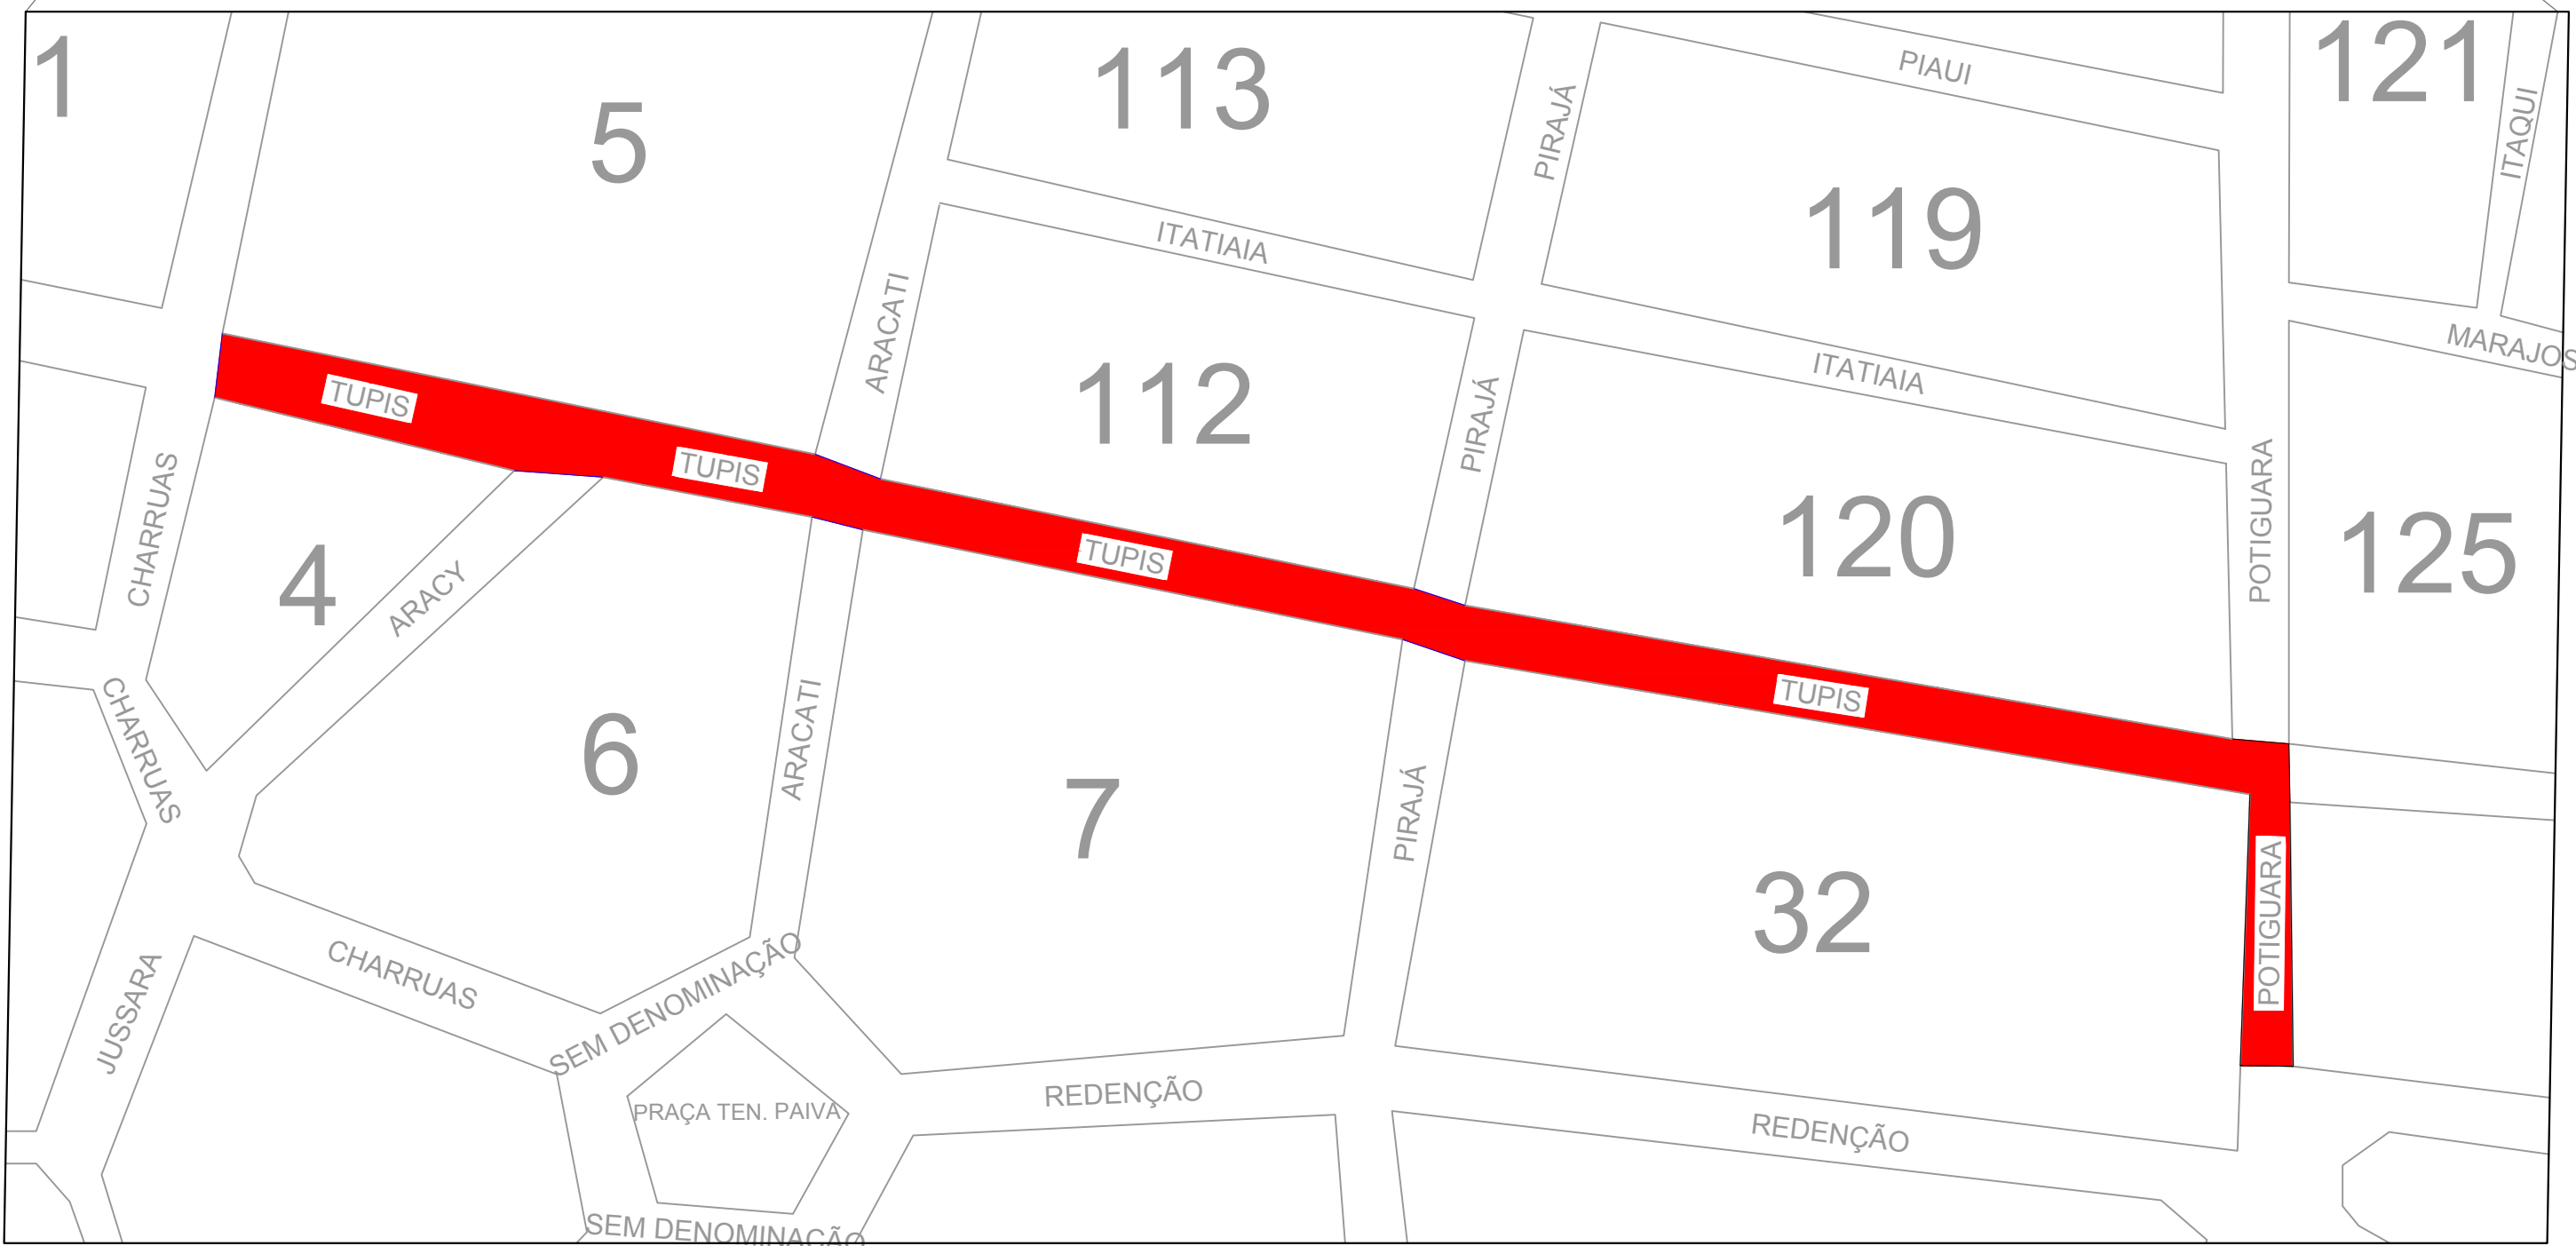 1
5
113
PIRAJÁ
PIAUI
121
ITAQUI
ITATIAIA
119
ARACATI
MARAJOS
TUPIS
112
PIRAJÁ
ITATIAIA
CHARRUAS
TUPIS
POTIGUARA
4
ARACY
TUPIS
120
125
CHARRUAS
6
ARACATI
7
PIRAJÁ
TUPIS
32
POTIGUARA
JUSSARA
CHARRUAS
SEM DENOMINAÇÃO
PRAÇA TEN. PAIVA
REDENÇÃO
REDENÇÃO
SEM DENOMINAÇÃO